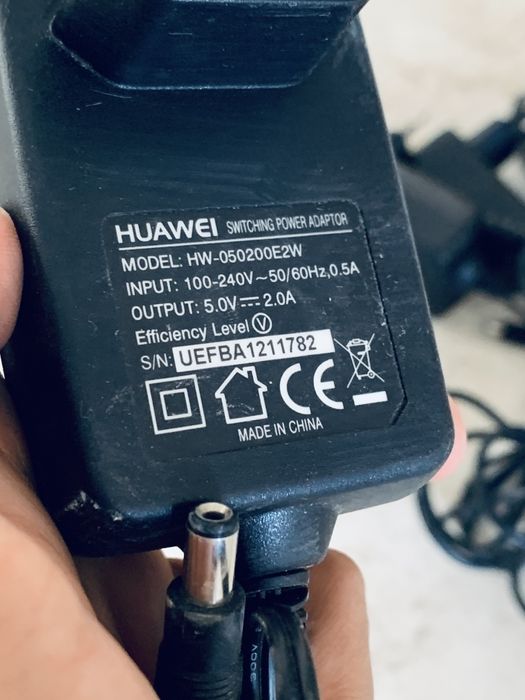 HUAWEI SWITCHING POWER ADAPTOR
MODEL: HW-050200E2W
INPUT: 100-240V~50/60Hz,0.5A
OUTPUT: 5.0V⎓2.0A
Efficiency Level Ⓥ
S/N: UEFBA1211782
CE
MADE IN CHINA